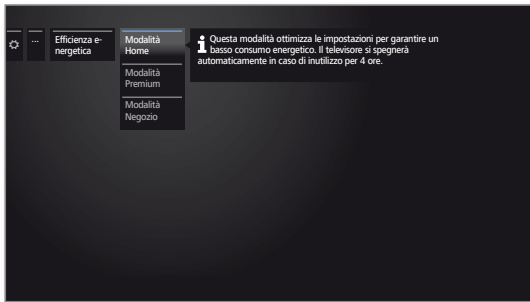 ...
Efficienza e-
nergetica
Modalità
Home
Modalità
Premium
Modalità
Negozio
i Questa modalità ottimizza le impostazioni per garantire un
basso consumo energetico. Il televisore si spegnerà
automaticamente in caso di inutilizzo per 4 ore.